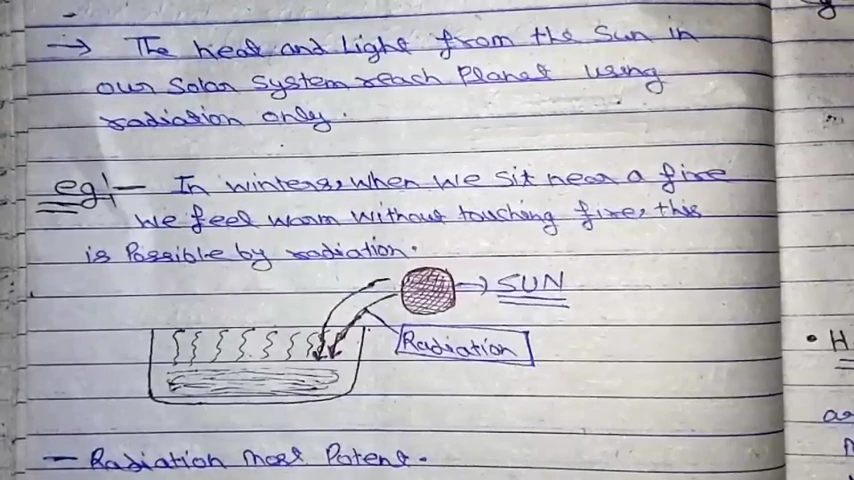 → The heat and Light from the Sun in
our Solar System reach Planet using
radiation only.
eg:- In winters, when we sit near a fire
we feel warm without touching fire, this
is Possible by radiation.
→ SUN
Radiation
- Radiation most Potent.
• H